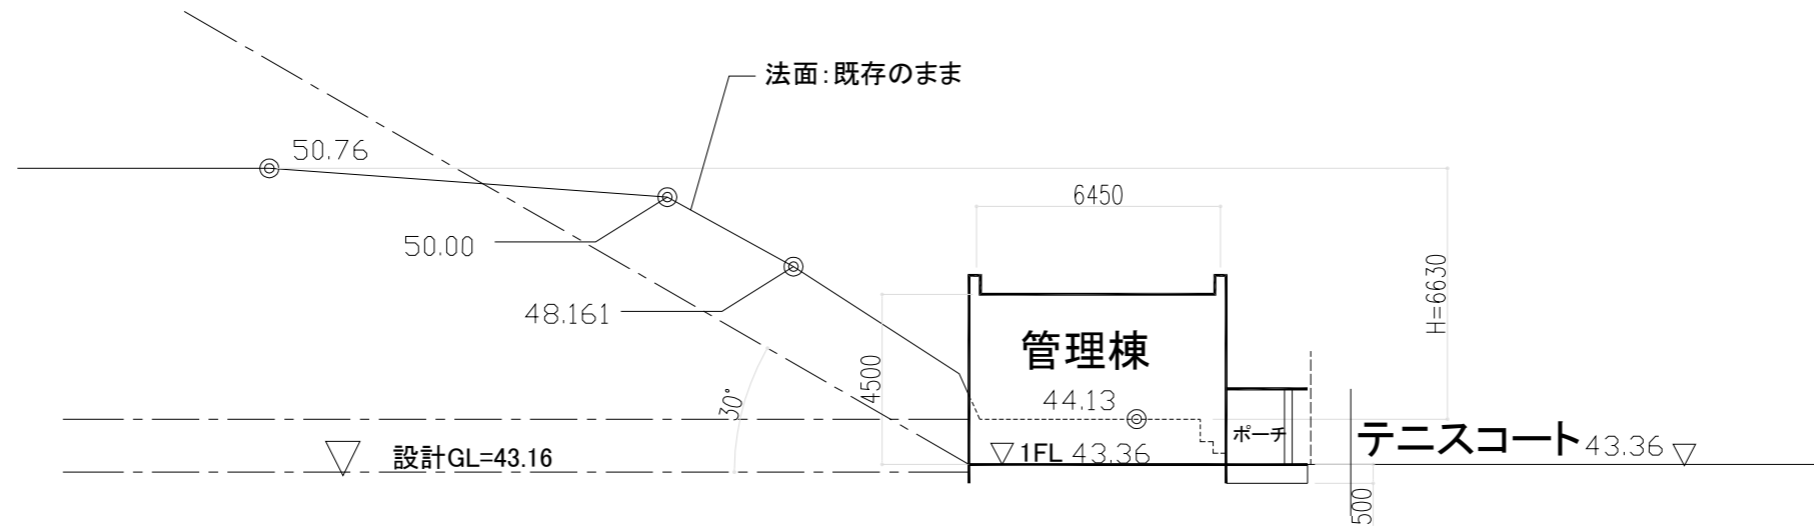 法面:既存のまま
50.76
6450
50.00
H=6630
48.161
管理棟
4500
30°
44.13
ポーチ
テニスコート 43.36
設計GL=43.16
1FL 43.36
500